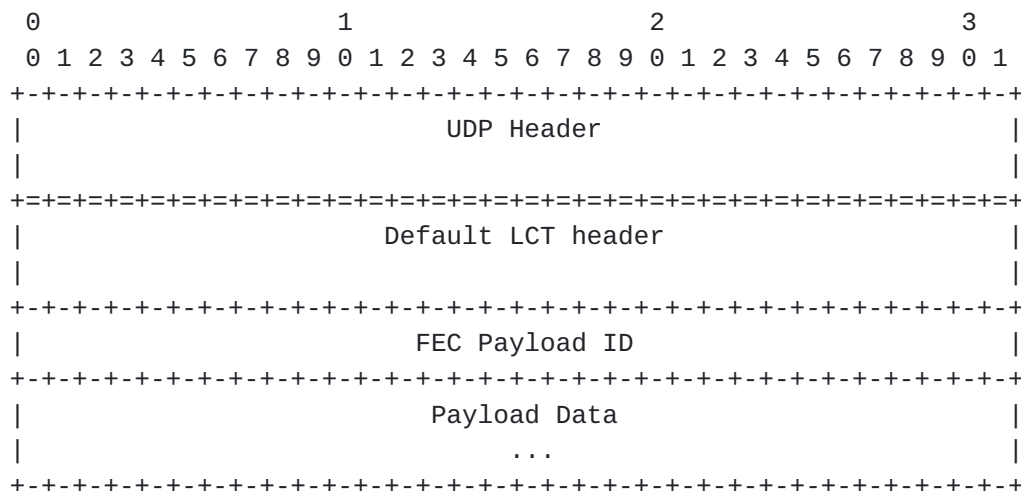 0                   1                   2                   3
 0 1 2 3 4 5 6 7 8 9 0 1 2 3 4 5 6 7 8 9 0 1 2 3 4 5 6 7 8 9 0 1
+-+-+-+-+-+-+-+-+-+-+-+-+-+-+-+-+-+-+-+-+-+-+-+-+-+-+-+-+-+-+-+-+
|                           UDP Header                          |
|                                                               |
+=+=+=+=+=+=+=+=+=+=+=+=+=+=+=+=+=+=+=+=+=+=+=+=+=+=+=+=+=+=+=+=+
|                       Default LCT header                      |
|                                                               |
+-+-+-+-+-+-+-+-+-+-+-+-+-+-+-+-+-+-+-+-+-+-+-+-+-+-+-+-+-+-+-+-+
|                         FEC Payload ID                        |
+-+-+-+-+-+-+-+-+-+-+-+-+-+-+-+-+-+-+-+-+-+-+-+-+-+-+-+-+-+-+-+-+
|                          Payload Data                         |
|                               ...                             |
+-+-+-+-+-+-+-+-+-+-+-+-+-+-+-+-+-+-+-+-+-+-+-+-+-+-+-+-+-+-+-+-+